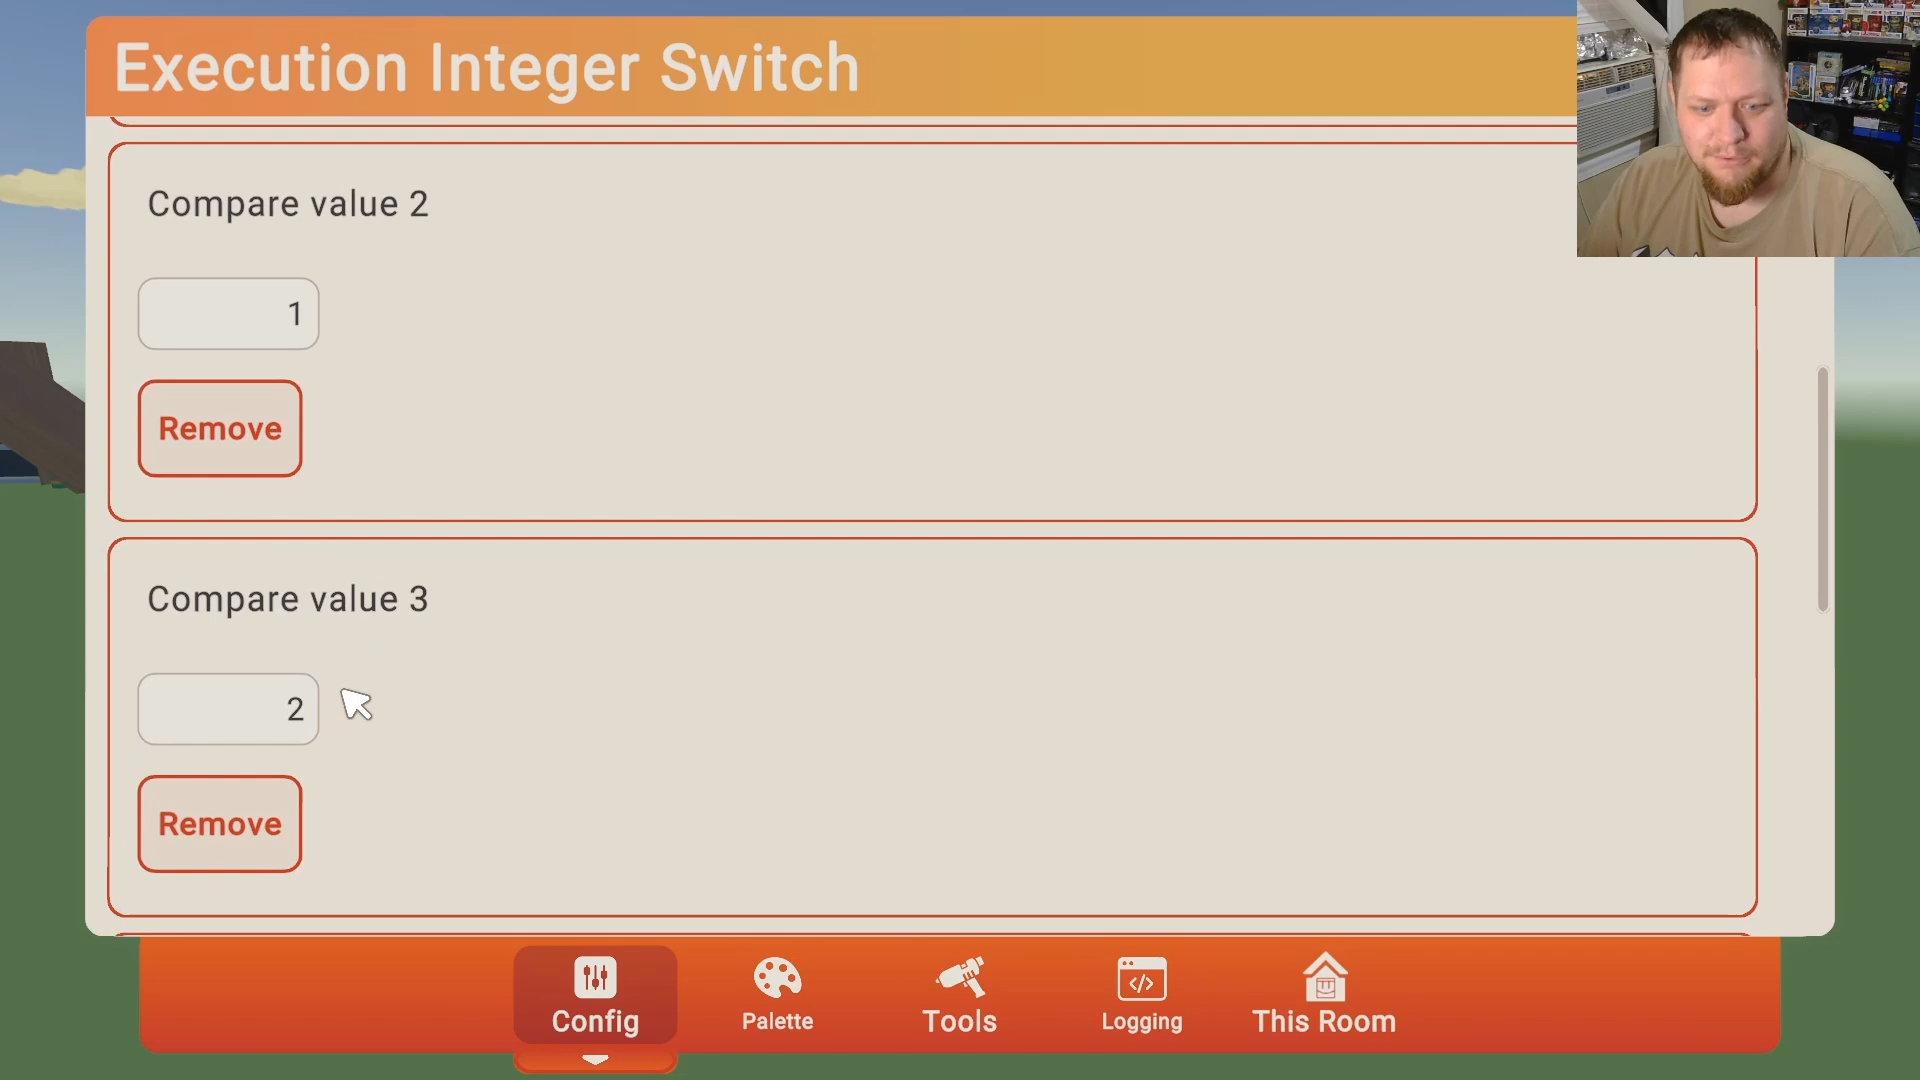 Execution Integer Switch
Compare value 2
1
Remove
Compare value 3
2
Remove
Config
Palette
Tools
Logging
This Room